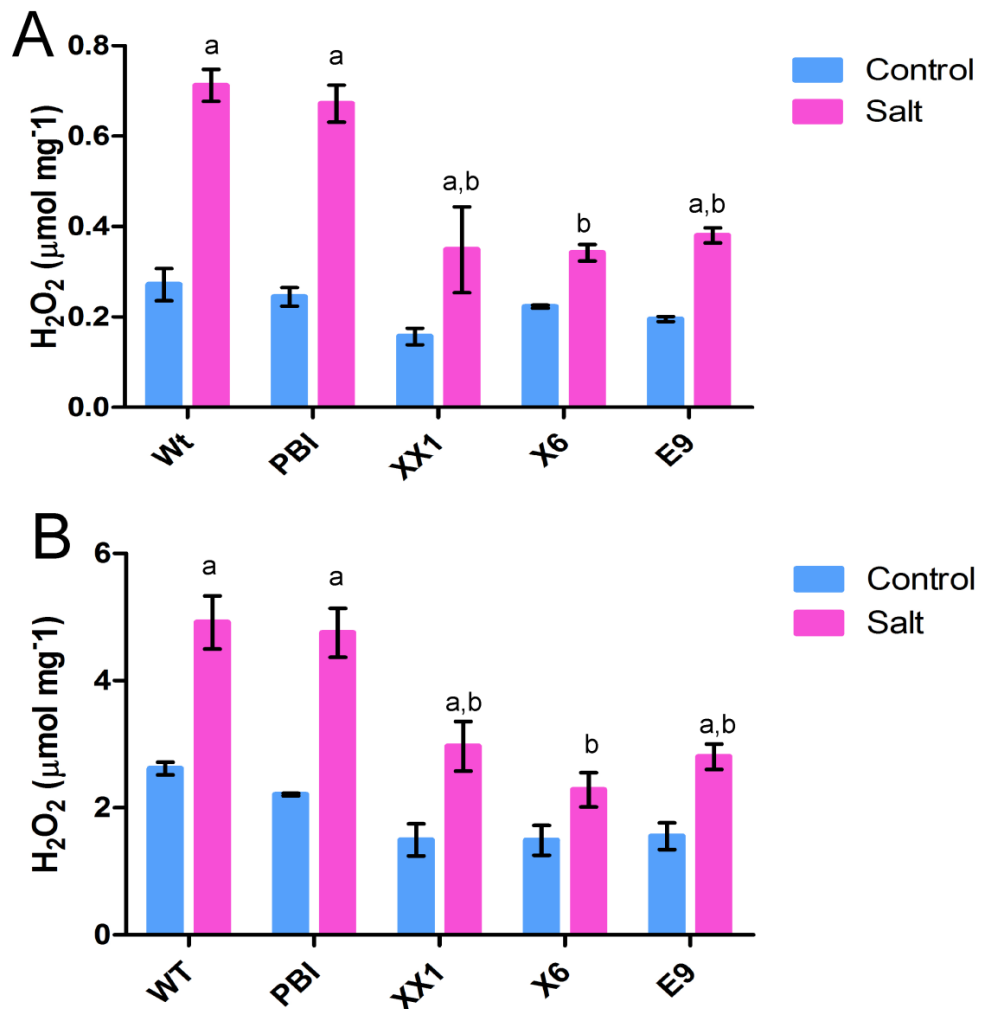 A
H₂O₂ (μmol mg⁻¹)
0.8
0.6
0.4
0.2
0.0
a
a
a,b
b
a,b
Control
Salt
Wt
PBI
XX1
X6
E9
B
H₂O₂ (μmol mg⁻¹)
6
4
2
0
a
a
a,b
b
a,b
Control
Salt
WT
PBI
XX1
X6
E9